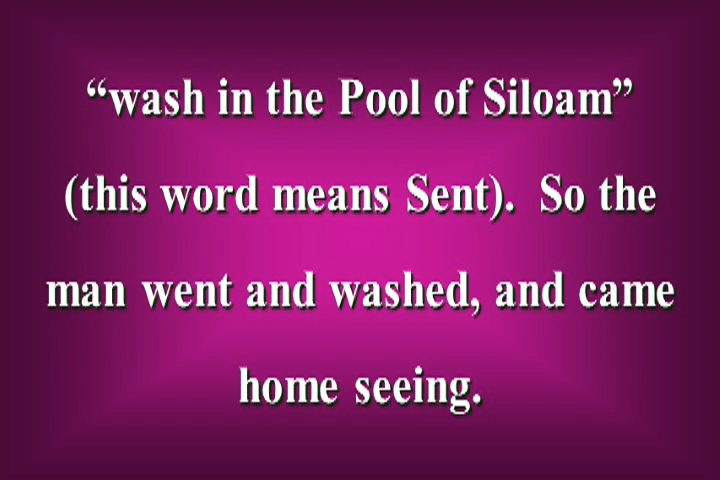 “wash in the Pool of Siloam”
(this word means Sent).  So the
man went and washed, and came
home seeing.